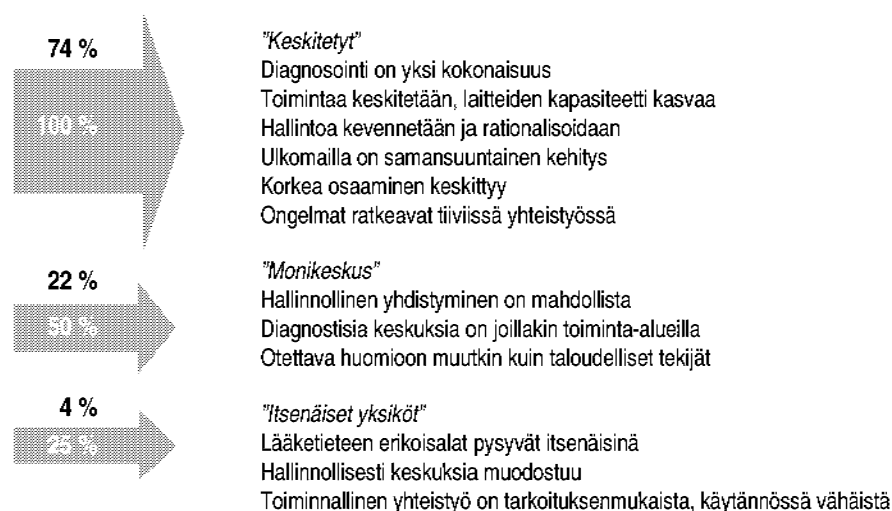 74 %
100 %
"Keskitetyt"
Diagnosointi on yksi kokonaisuus
Toimintaa keskitetään, laitteiden kapasiteetti kasvaa
Hallintoa kevennetään ja rationalisoidaan
Ulkomailla on samansuuntainen kehitys
Korkea osaaminen keskittyy
Ongelmat ratkeavat tiiviissä yhteistyössä
22 %
50 %
"Monikeskus"
Hallinnollinen yhdistyminen on mahdollista
Diagnostisia keskuksia on joillakin toiminta-alueilla
Otettava huomioon muutkin kuin taloudelliset tekijät
4 %
25 %
"Itsenäiset yksiköt"
Lääketieteen erikoisalat pysyvät itsenäisinä
Hallinnollisesti keskuksia muodostuu
Toiminnallinen yhteistyö on tarkoituksenmukaista, käytännössä vähäistä